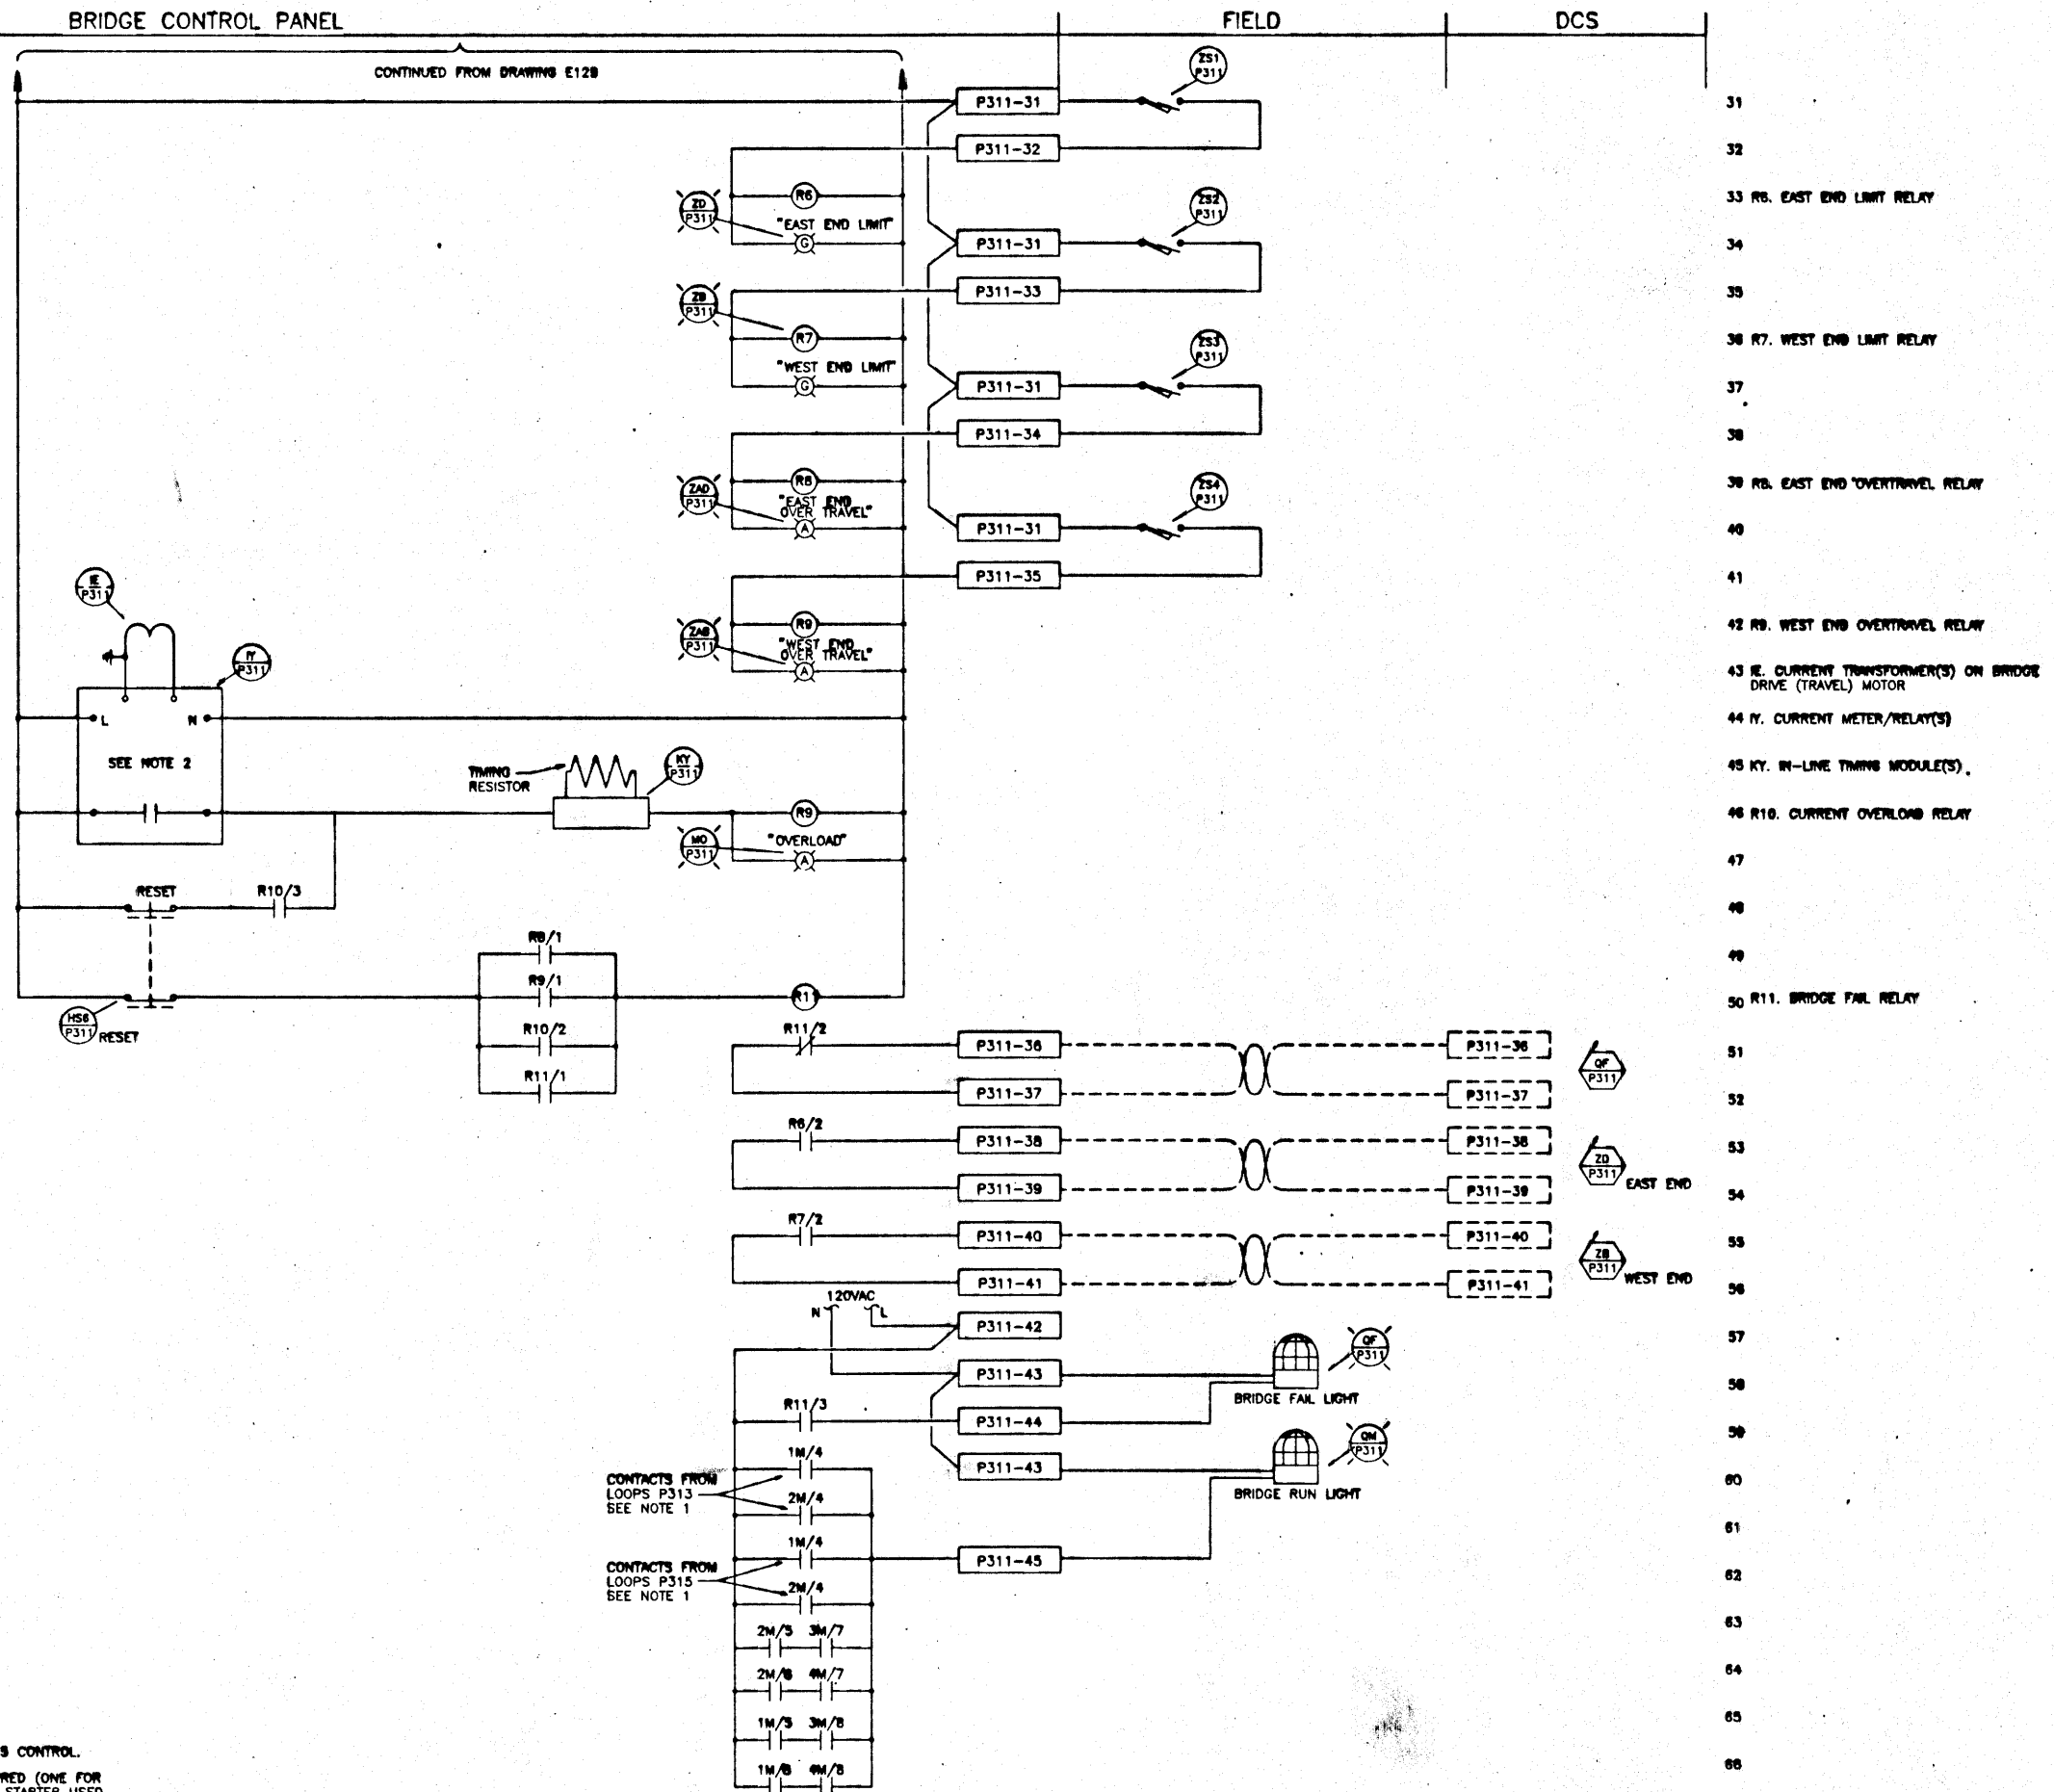 BRIDGE CONTROL PANEL
FIELD
DCS
CONTINUED FROM DRAWING E129
ZS1
P311
P311-31
31
P311-32
32
ZD
P311
R6
"EAST END LIMIT"
G
33 R6. EAST END LIMIT RELAY
ZS2
P311
P311-31
34
P311-33
35
ZB
P311
R7
"WEST END LIMIT"
G
36 R7. WEST END LIMIT RELAY
ZS3
P311
P311-31
37
P311-34
38
ZAD
P311
R8
"EAST END
OVER TRAVEL"
A
39 R8. EAST END OVERTRAVEL RELAY
ZS4
P311
P311-31
40
P311-35
41
IE
P311
ZAB
P311
R9
"WEST END
OVER TRAVEL"
A
42 R9. WEST END OVERTRAVEL RELAY
IY
P311
43 IE. CURRENT TRANSFORMER(S) ON BRIDGE
DRIVE (TRAVEL) MOTOR
L
N
44 IY. CURRENT METER/RELAY(S)
SEE NOTE 2
TIMING
RESISTOR
KY
P311
45 KY. IN-LINE TIMING MODULE(S).
R9
46 R10. CURRENT OVERLOAD RELAY
MO
P311
"OVERLOAD"
A
47
RESET
R10/3
48
R8/1
49
R9/1
R11
50 R11. BRIDGE FAIL RELAY
HS6
P311
RESET
R10/2
R11/1
R11/2
P311-36
P311-36
51
QF
P311
P311-37
P311-37
52
R6/2
P311-38
P311-38
53
ZD
P311
EAST END
P311-39
P311-39
54
R7/2
P311-40
P311-40
55
ZB
P311
WEST END
P311-41
P311-41
56
120VAC
N
L
P311-42
57
P311-43
QF
P311
BRIDGE FAIL LIGHT
58
R11/3
P311-44
59
1M/4
P311-43
QM
P311
BRIDGE RUN LIGHT
60
CONTACTS FROM
LOOPS P313
SEE NOTE 1
2M/4
61
1M/4
P311-45
CONTACTS FROM
LOOPS P315
SEE NOTE 1
62
2M/4
63
2M/5 3M/7
2M/6 4M/7
64
1M/5 3M/8
65
1M/6 4M/8
66
S CONTROL.
RED (ONE FOR
STARTER USED